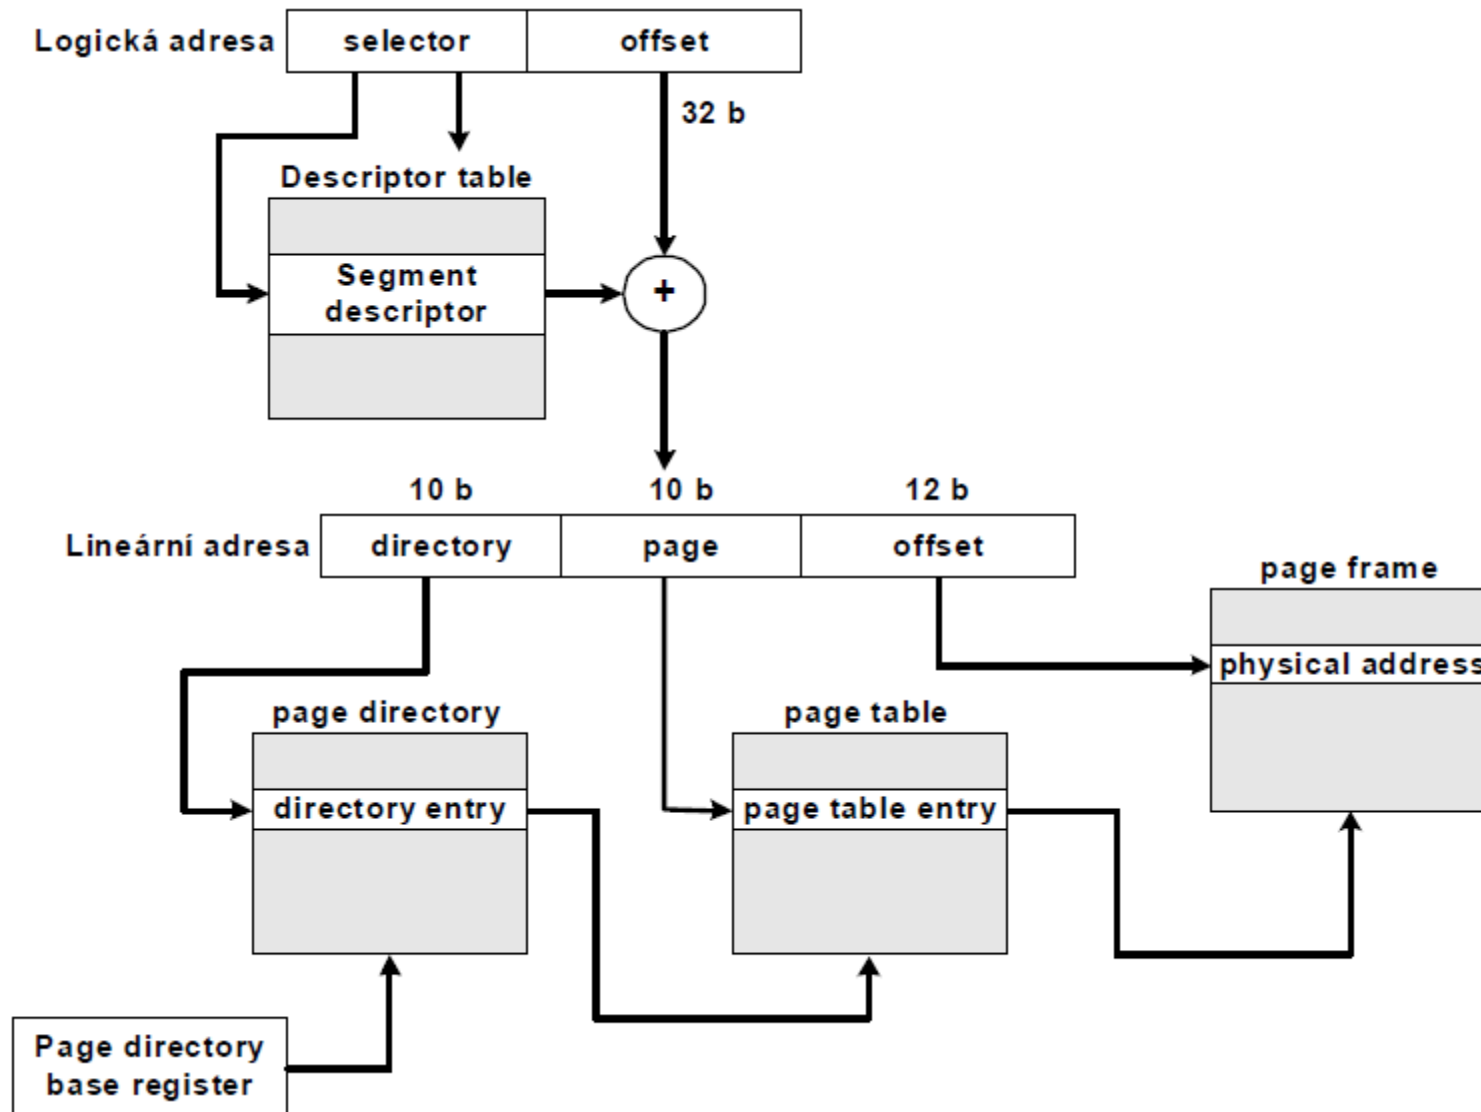 Logická adresa selector offset
32 b
Descriptor table
Segment
descriptor
+
10 b 10 b 12 b
Lineární adresa directory page offset
page frame
physical address
page directory page table
directory entry page table entry
Page directory
base register